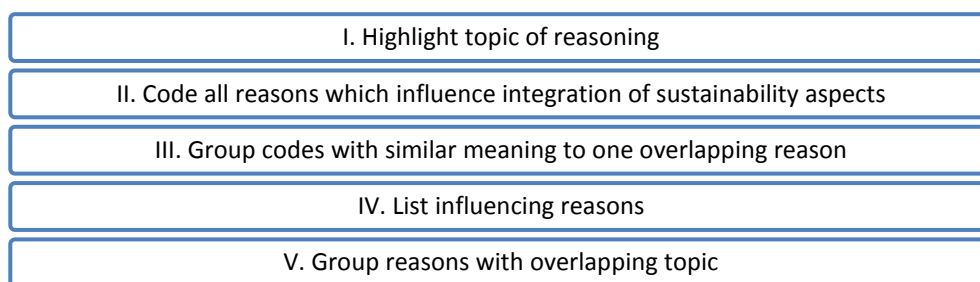 I. Highlight topic of reasoning
II. Code all reasons which influence integration of sustainability aspects
III. Group codes with similar meaning to one overlapping reason
IV. List influencing reasons
V. Group reasons with overlapping topic